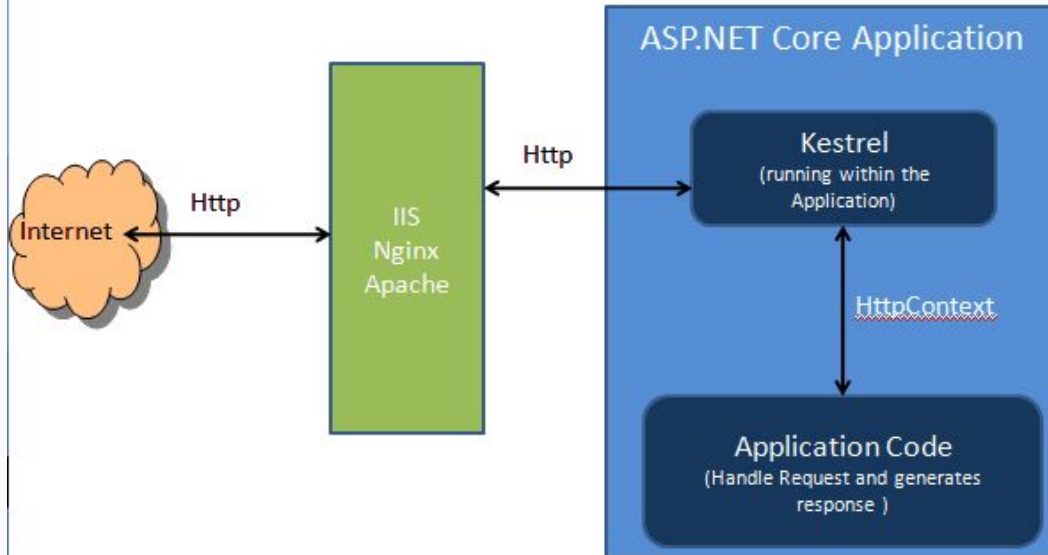 ASP.NET Core Application
Internet
Http
IIS
Nginx
Apache
Http
Kestrel
(running within the
Application)
HttpContext
Application Code
(Handle Request and generates
response )